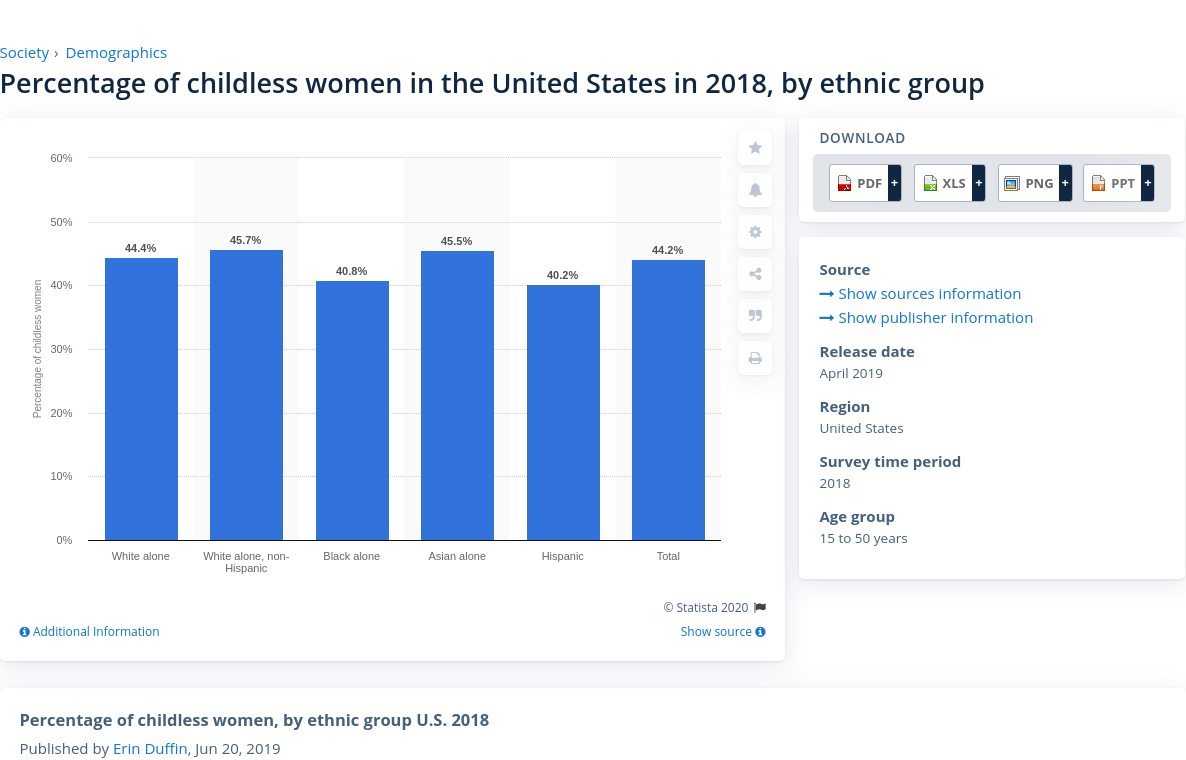 Society › Demographics
Percentage of childless women in the United States in 2018, by ethnic group
60%
50%
40%
30%
20%
10%
0%
Percentage of childless women
44.4%
45.7%
40.8%
45.5%
40.2%
44.2%
White alone
White alone, non-
Hispanic
Black alone
Asian alone
Hispanic
Total
© Statista 2020
Additional Information
Show source
DOWNLOAD
PDF + XLS + PNG + PPT +
Source
Show sources information
Show publisher information
Release date
April 2019
Region
United States
Survey time period
2018
Age group
15 to 50 years
Percentage of childless women, by ethnic group U.S. 2018
Published by Erin Duffin, Jun 20, 2019